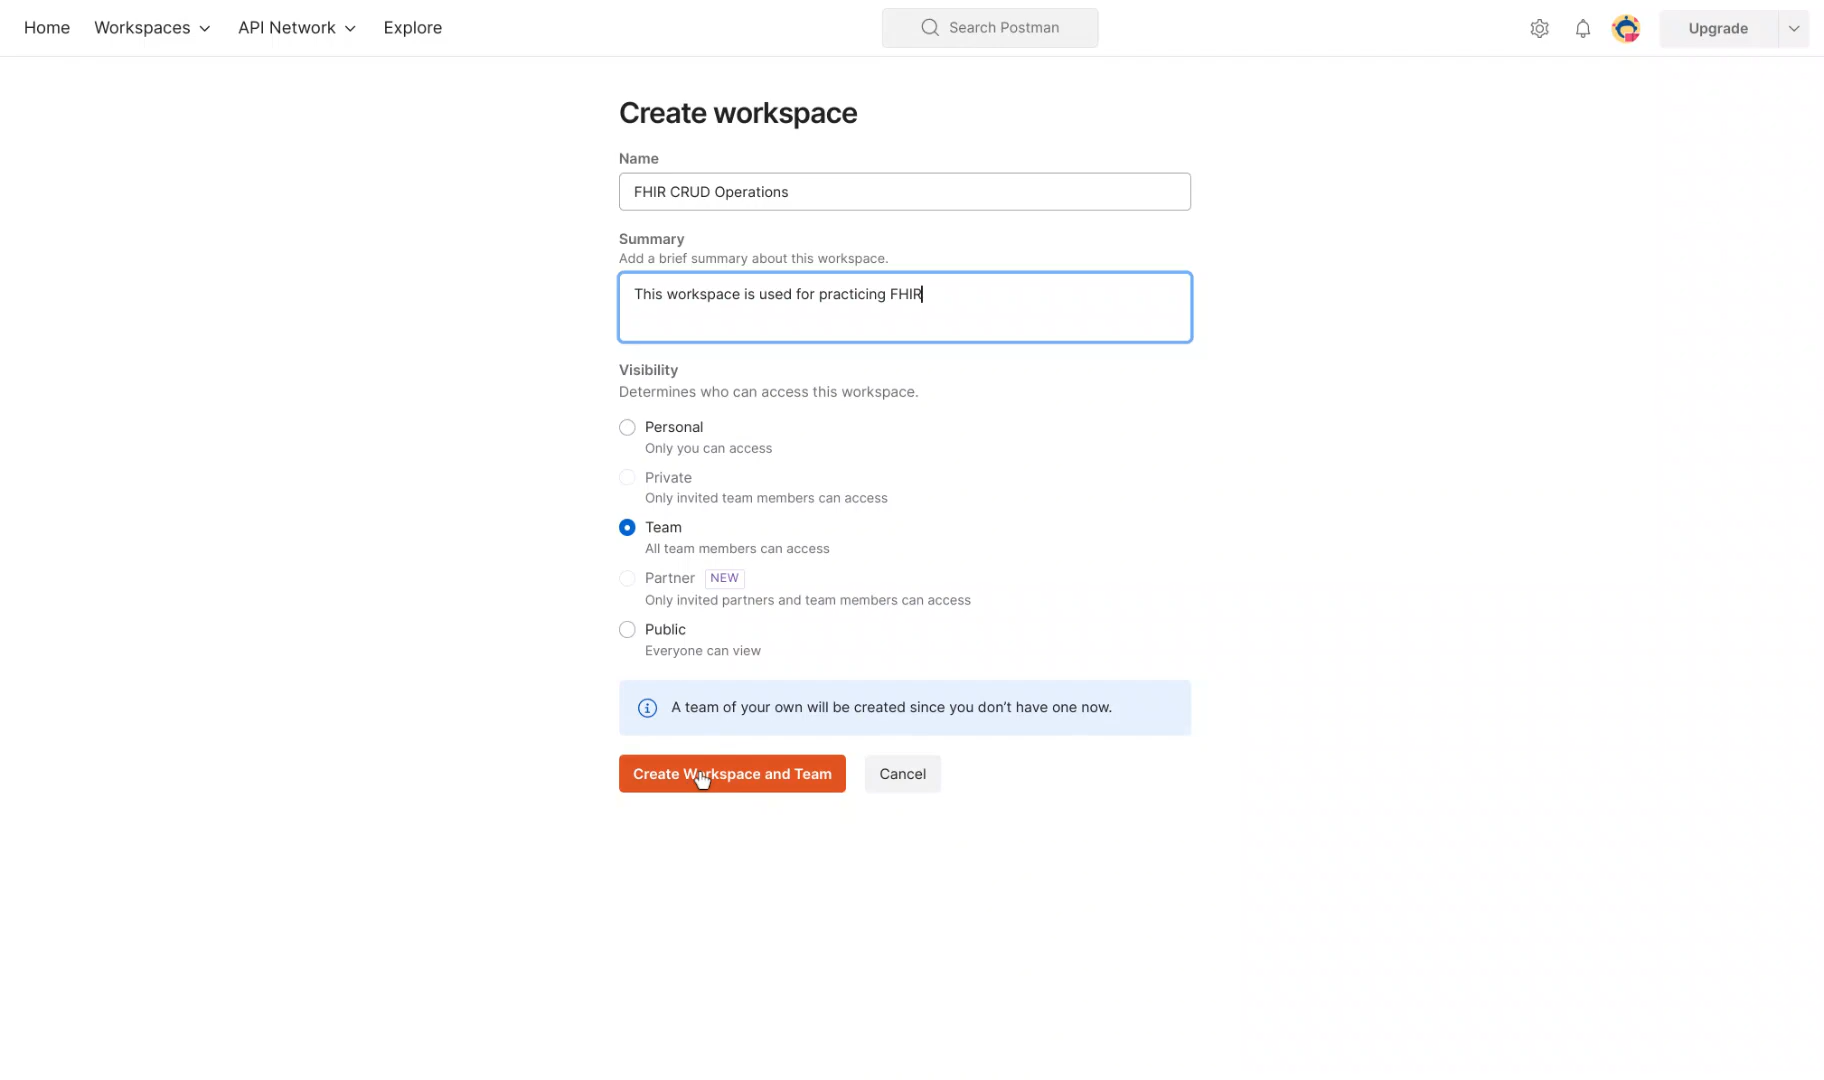 Home Workspaces API Network Explore Search Postman Upgrade
Create workspace
Name
FHIR CRUD Operations
Summary
Add a brief summary about this workspace.
This workspace is used for practicing FHIR
Visibility
Determines who can access this workspace.
Personal
Only you can access
Private
Only invited team members can access
Team
All team members can access
Partner NEW
Only invited partners and team members can access
Public
Everyone can view
A team of your own will be created since you don’t have one now.
Create Workspace and Team Cancel